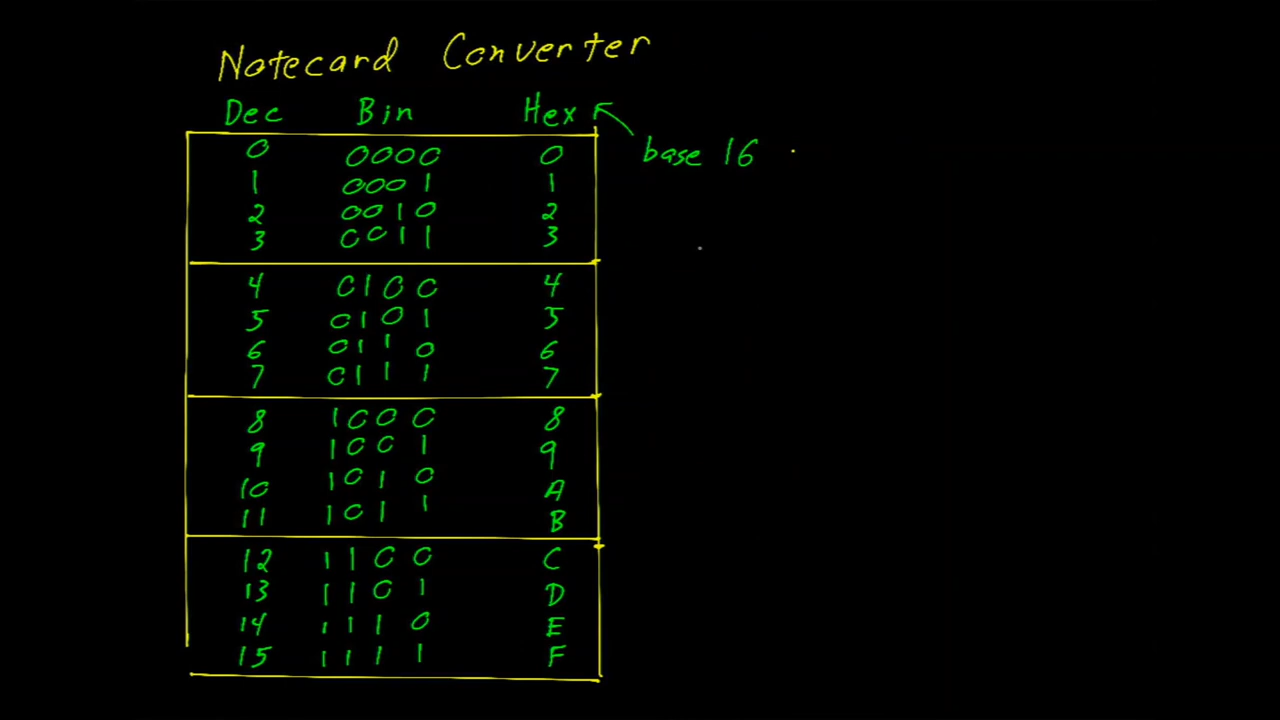 Notecard Converter
Dec Bin Hex
base 16
0 0000 0
1 0001 1
2 0010 2
3 0011 3
4 0100 4
5 0101 5
6 0110 6
7 0111 7
8 1000 8
9 1001 9
10 1010 A
11 1011 B
12 1100 C
13 1101 D
14 1110 E
15 1111 F